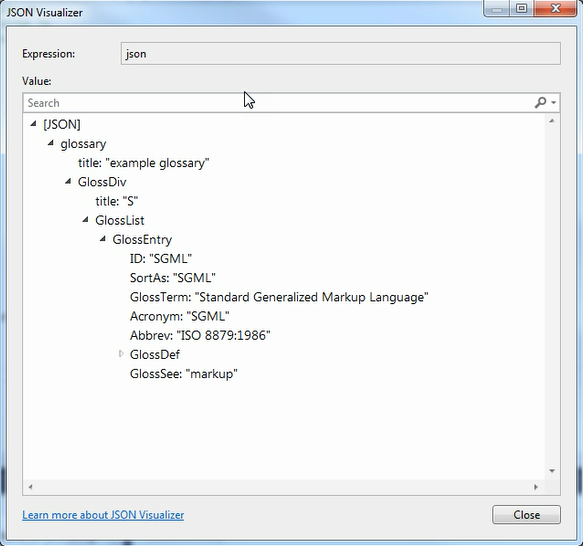 JSON Visualizer
Expression: json
Value:
Search
[JSON]
glossary
title: "example glossary"
GlossDiv
title: "S"
GlossList
GlossEntry
ID: "SGML"
SortAs: "SGML"
GlossTerm: "Standard Generalized Markup Language"
Acronym: "SGML"
Abbrev: "ISO 8879:1986"
GlossDef
GlossSee: "markup"
Learn more about JSON Visualizer
Close